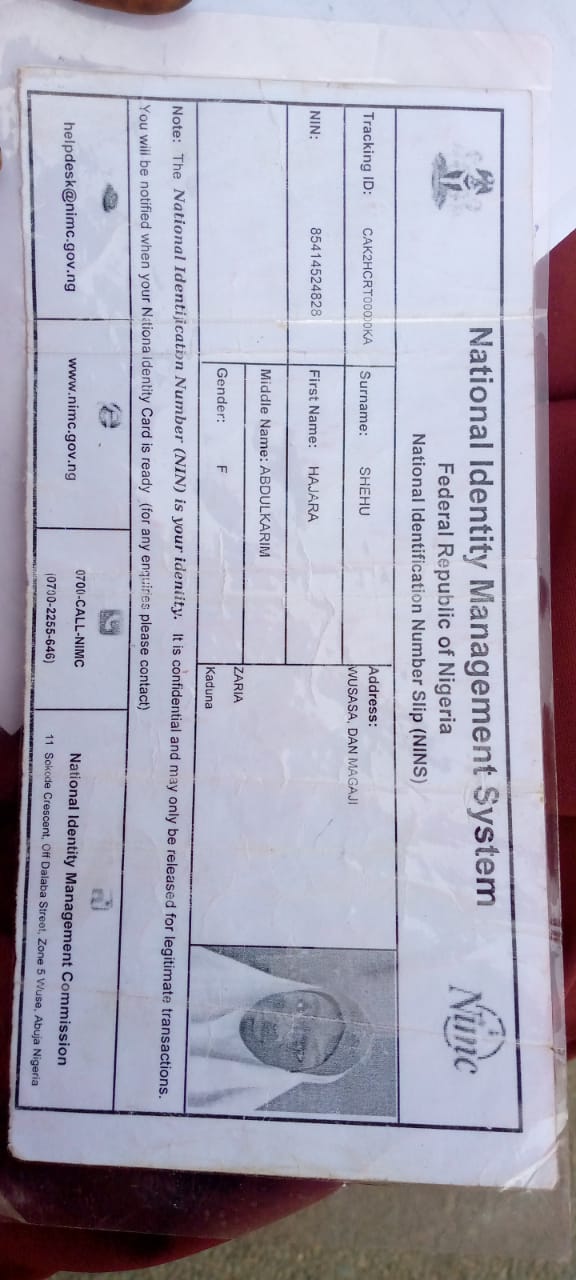 National Identity Management System
Federal Republic of Nigeria
National Identification Number Slip (NINS)
Nimc
Tracking ID: CAK2HCRT00D0KA
Surname: SHEHU
Address:
WUSASA, DAN MAGAJI
NIN: 85414524828
First Name: HAJARA
Middle Name: ABDULKARIM
ZARIA
Gender: F
Kaduna
Note: The National Identification Number (NIN) is your identity. It is confidential and may only be released for legitimate transactions.
You will be notified when your National Identity Card is ready (for any enquiries please contact)
helpdesk@nimc.gov.ng
www.nimc.gov.ng
0700-CALL-NIMC
(0700-2255-646)
National Identity Management Commission
11 Sokode Crescent, Off Dalaba Street, Zone 5 Wuse, Abuja Nigeria